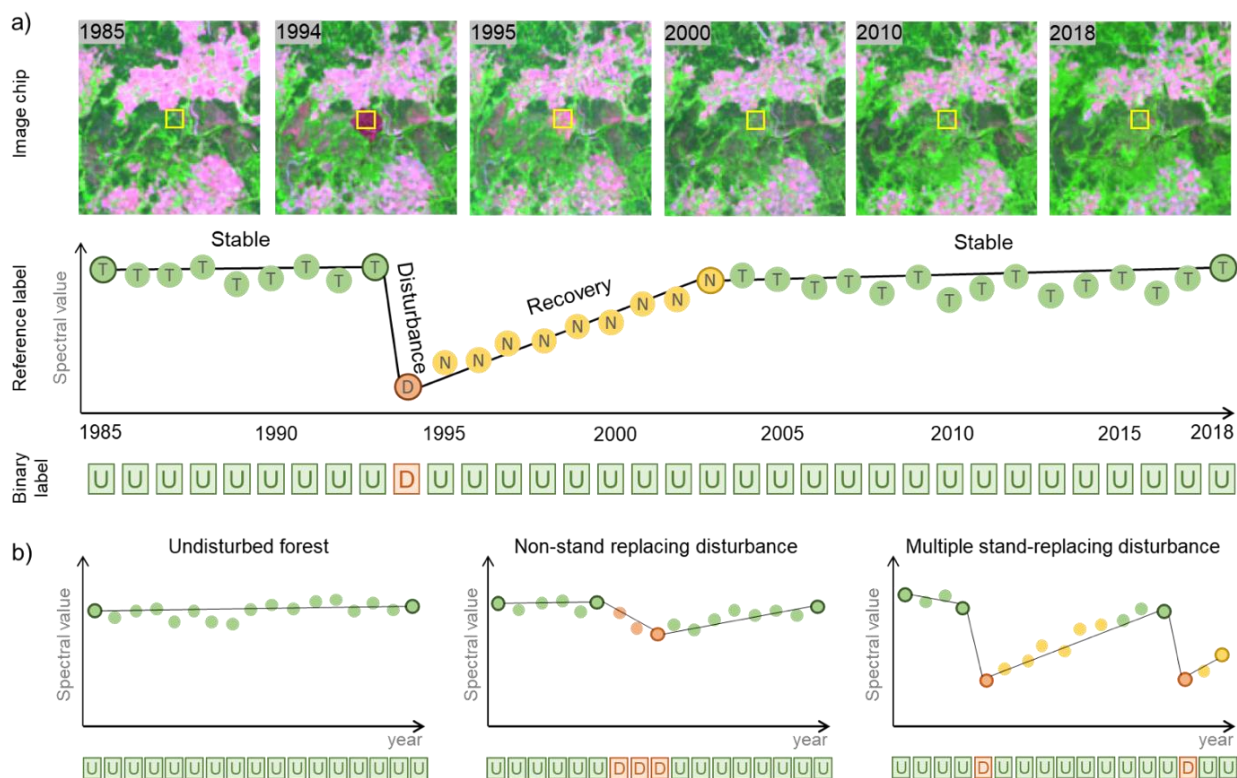 a)
Image chip
1985
1994
1995
2000
2010
2018
Reference label
Spectral value
Stable
Disturbance
Recovery
Stable
T T T T T T T T T D N N N N N N N N N T T T T T T T T T T T T T T T
1985 1990 1995 2000 2005 2010 2015 2018
Binary
label
U U U U U U U U U D U U U U U U U U U U U U U U U U U U U U U U U U
b)
Undisturbed forest
Spectral value
year
U U U U U U U U U U U U U U U U U
Non-stand replacing disturbance
Spectral value
year
U U U U U U D D D U U U U U U U U
Multiple stand-replacing disturbance
Spectral value
year
U U U U D U U U U U U U U U D U U